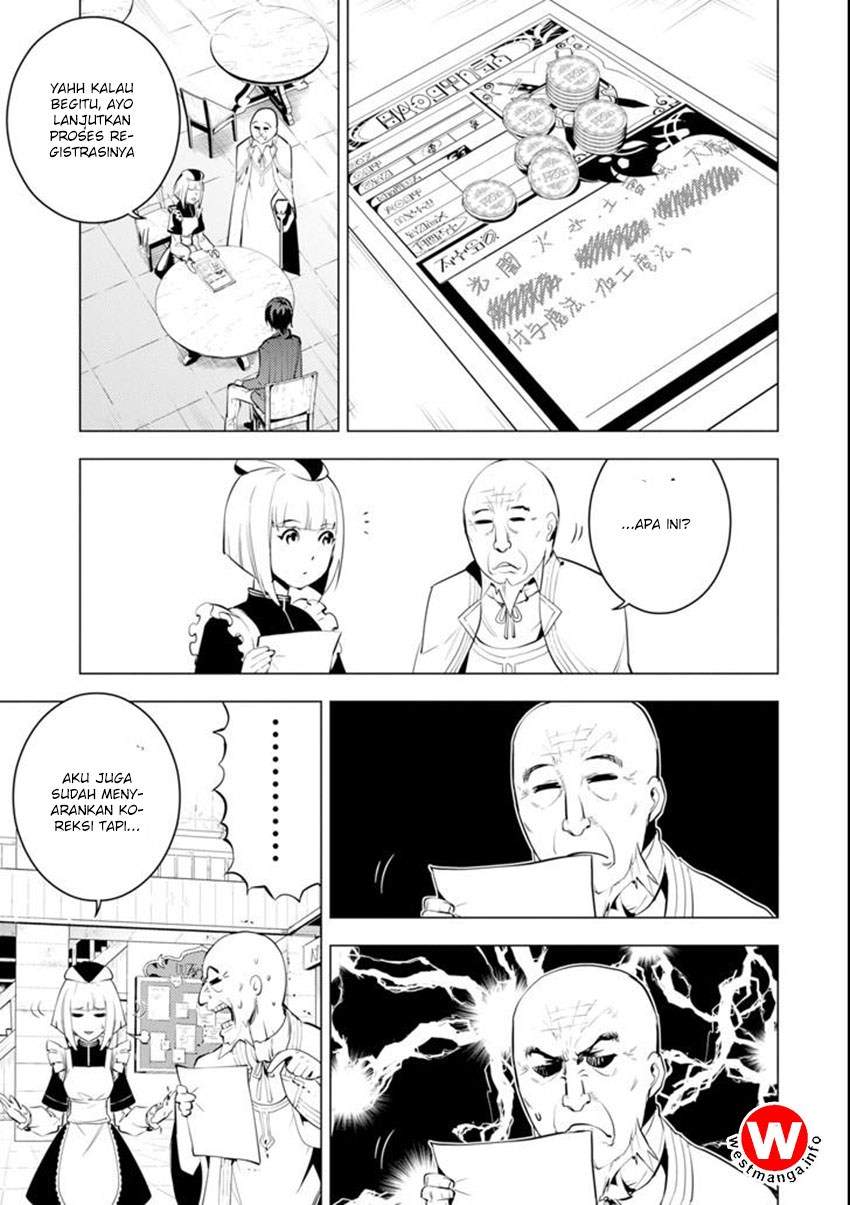 光、闇、火、水、土、
付与魔法、加工魔法、
YAHH KALAU
BEGITU, AYO
LANJUTKAN
PROSES RE-
GISTRASINYA
...APA INI?
AKU JUGA
SUDAH MENY-
ARANKAN KO-
REKSI TAPI...
W
westmanga.info